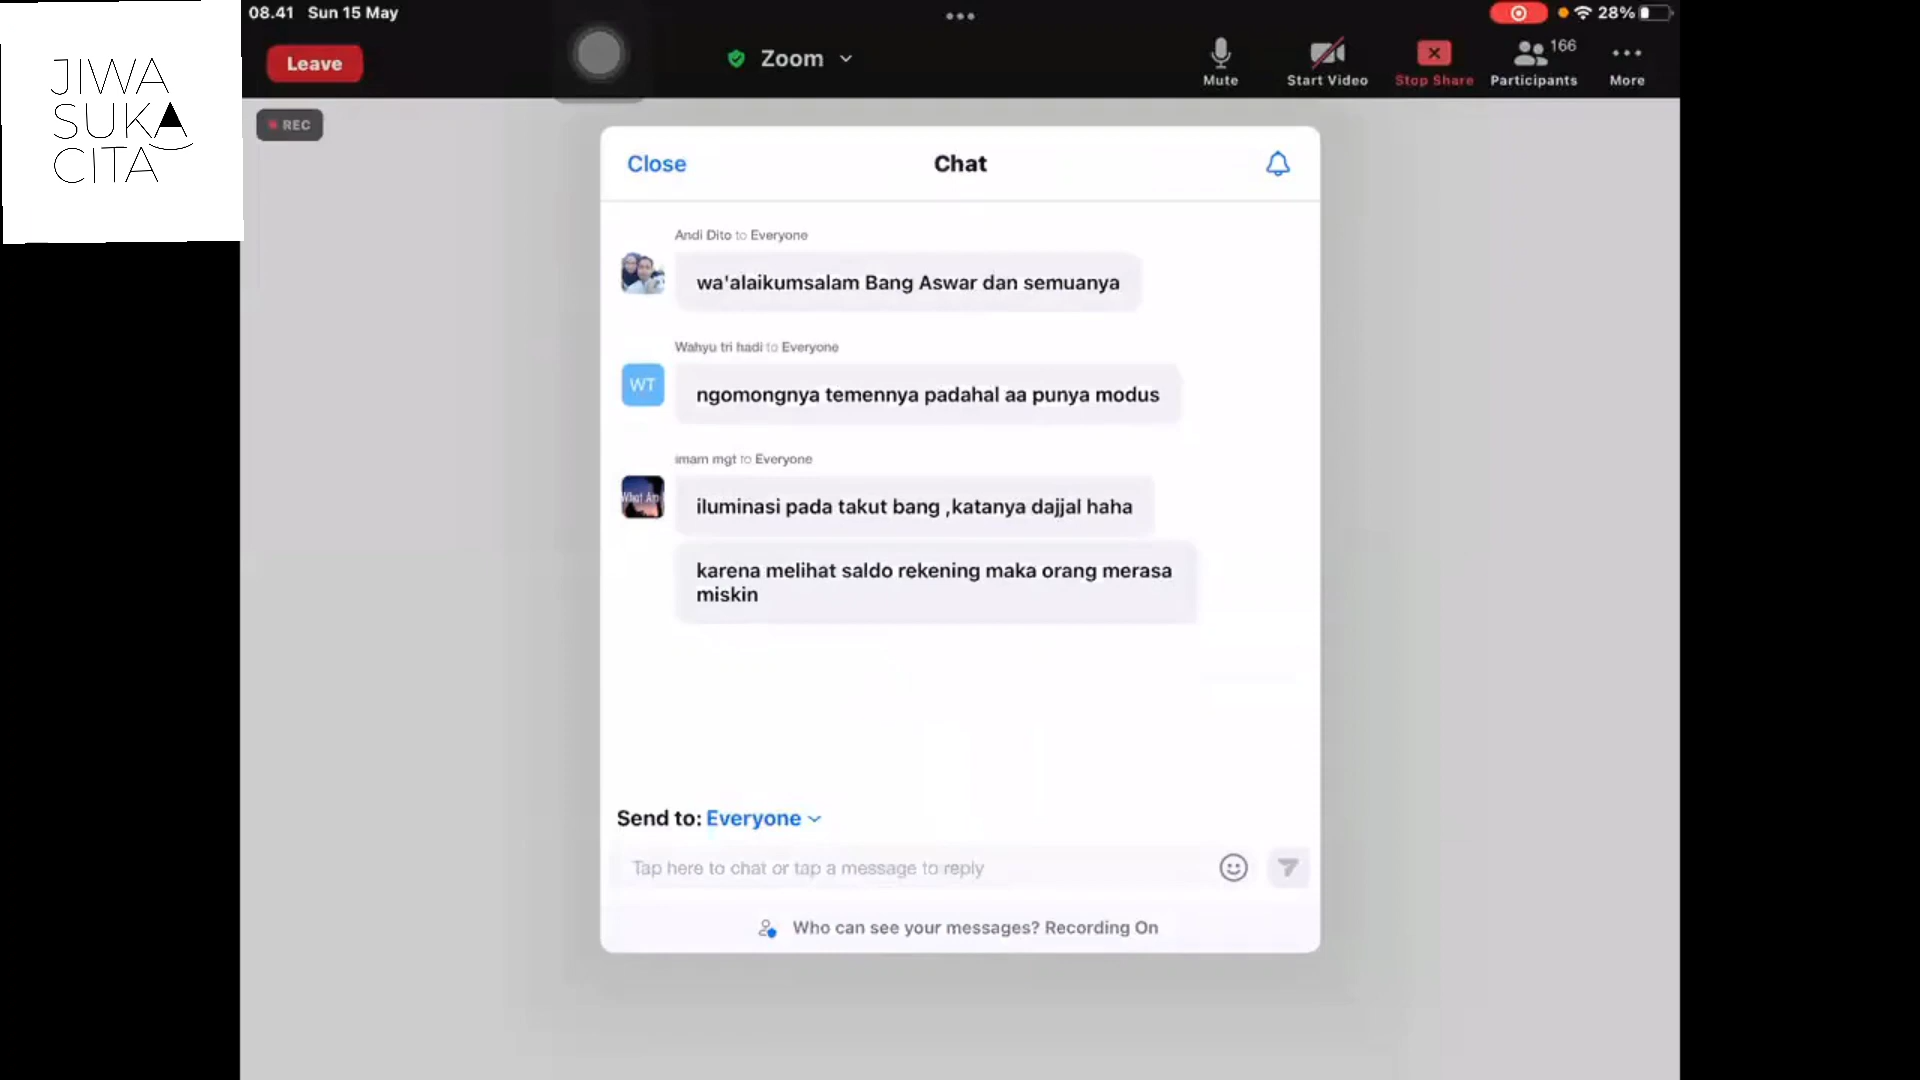 08.41 Sun 15 May
28%
JIWA
SUKA
CITA
Leave
Zoom
Mute
Start Video
Stop Share
166
Participants
More
REC
Close
Chat
Andi Dito to Everyone
wa'alaikumsalam Bang Aswar dan semuanya
Wahyu tri hadi to Everyone
WT
ngomongnya temennya padahal aa punya modus
imam mgt to Everyone
What Am
iluminasi pada takut bang ,katanya dajjal haha
karena melihat saldo rekening maka orang merasa
miskin
Send to: Everyone
Tap here to chat or tap a message to reply
Who can see your messages? Recording On